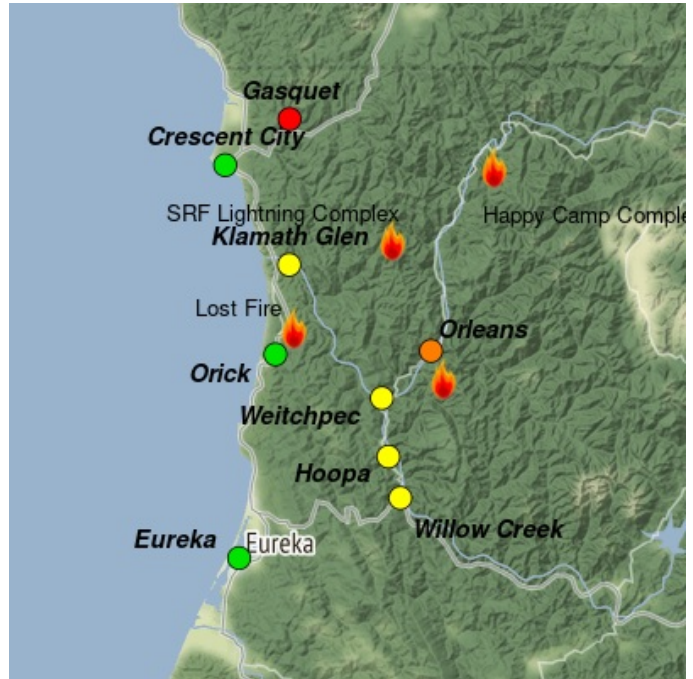 Gasquet
Crescent City
SRF Lightning Complex
Happy Camp Comple
Klamath Glen
Lost Fire
Orleans
Orick
Weitchpec
Hoopa
Willow Creek
Eureka
Eureka